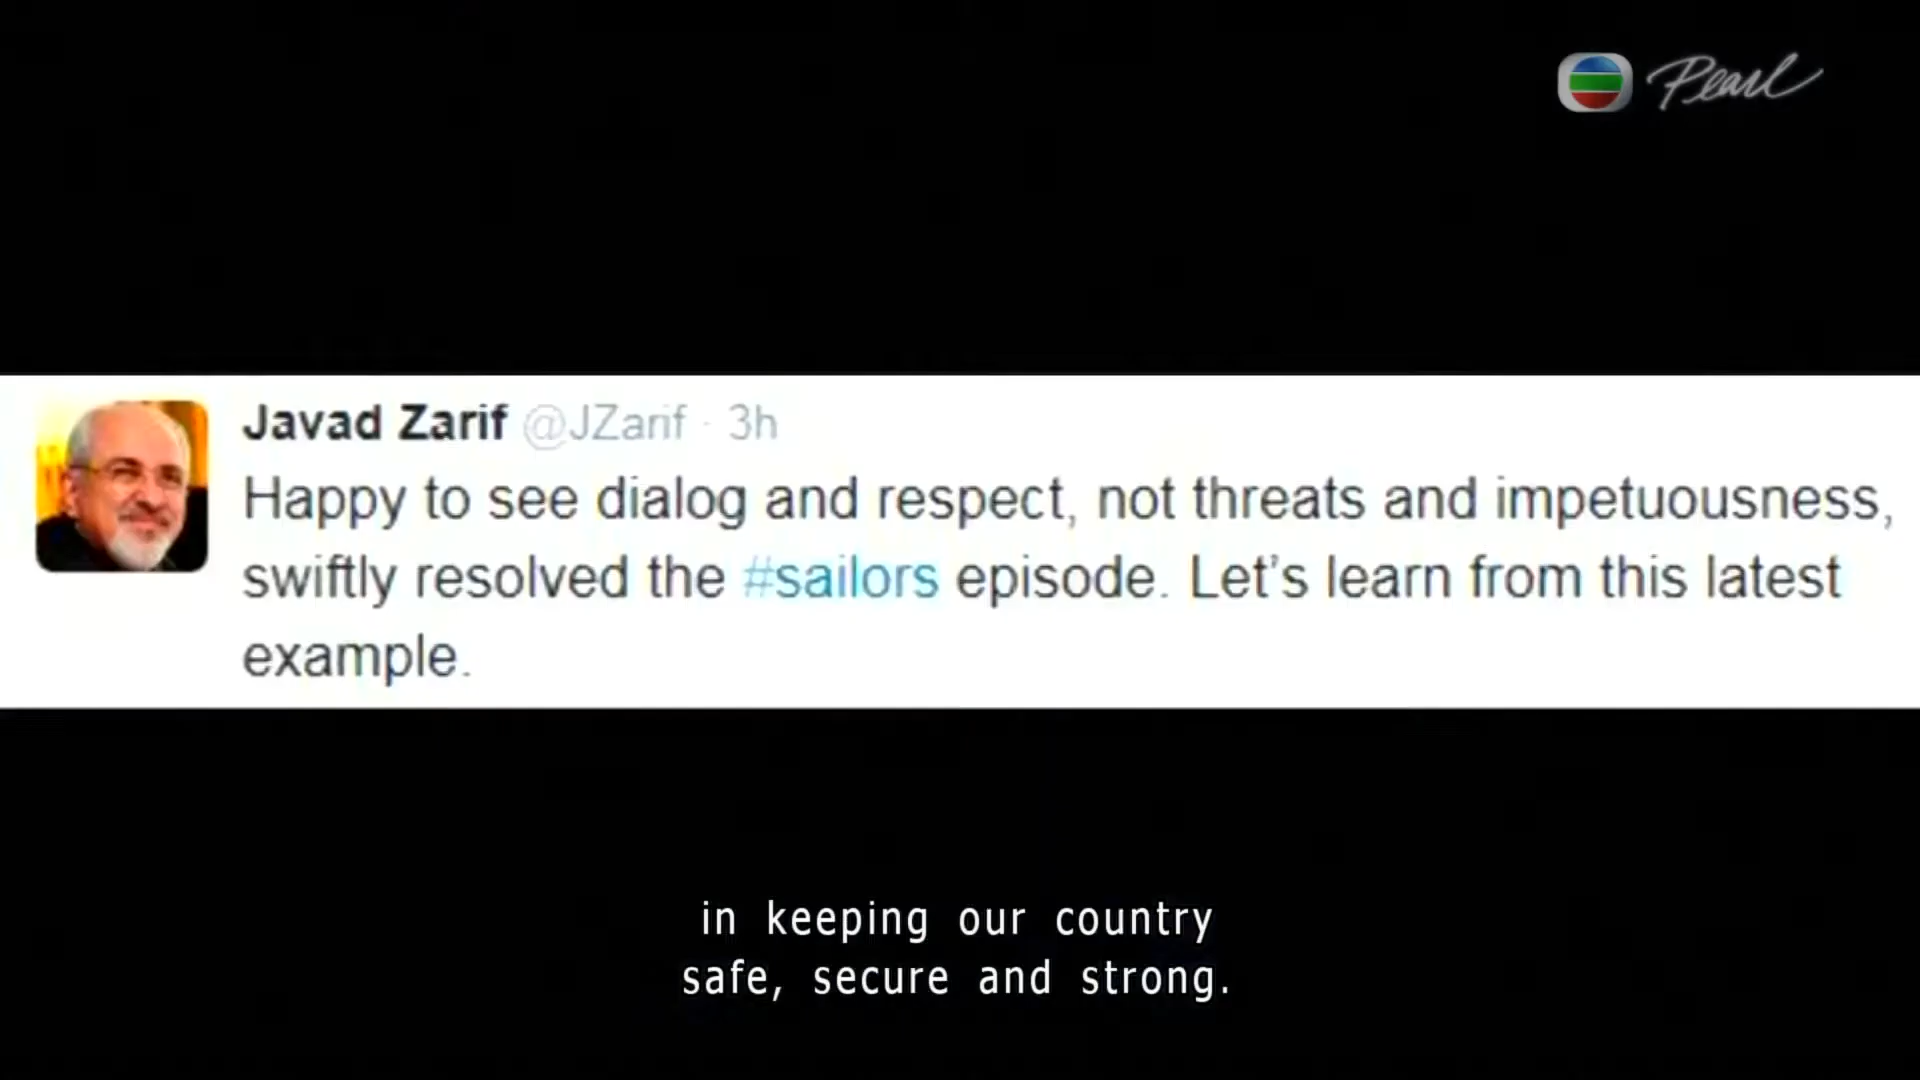 Pearl
Javad Zarif @JZarif · 3h
Happy to see dialog and respect, not threats and impetuousness,
swiftly resolved the #sailors episode. Let's learn from this latest
example.
in keeping our country
safe, secure and strong.